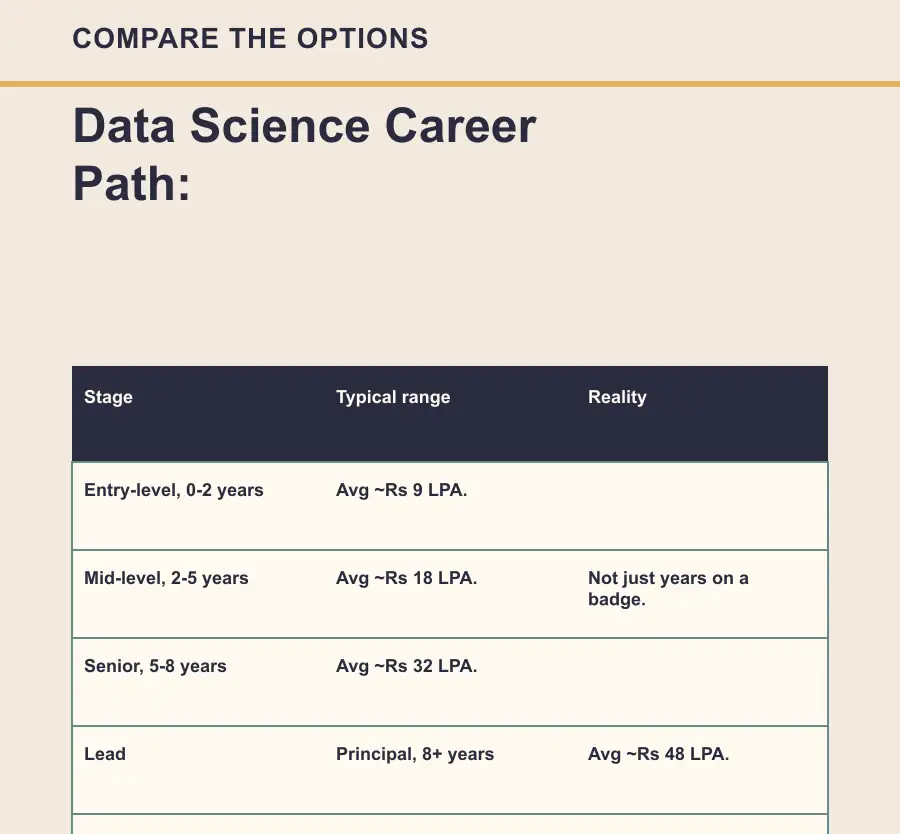 COMPARE THE OPTIONS
Data Science Career
Path:
Stage Typical range Reality
Entry-level, 0-2 years Avg ~Rs 9 LPA.
Mid-level, 2-5 years Avg ~Rs 18 LPA. Not just years on a
badge.
Senior, 5-8 years Avg ~Rs 32 LPA.
Lead Principal, 8+ years Avg ~Rs 48 LPA.